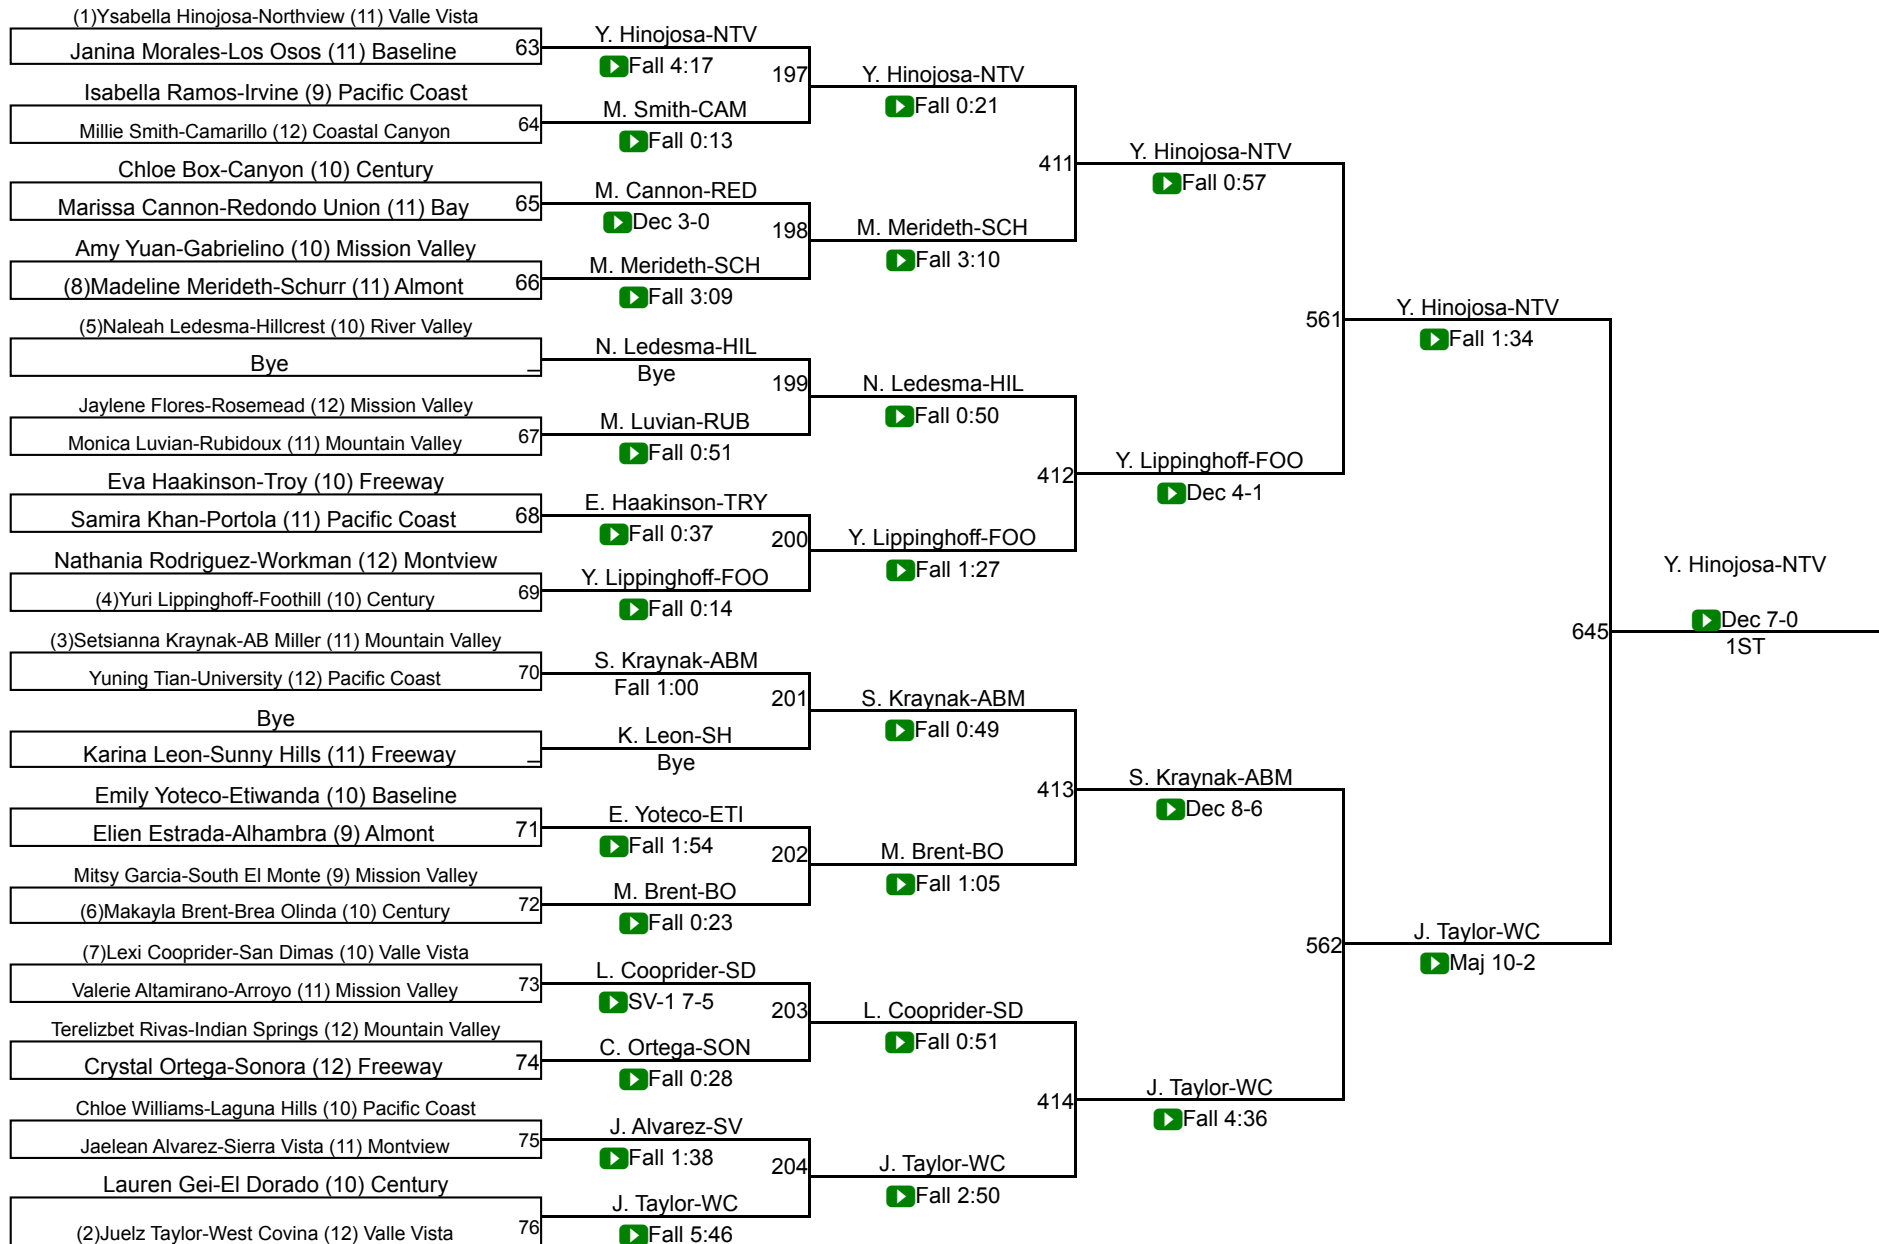 (1)Ysabella Hinojosa-Northview (11) Valle Vista
Janina Morales-Los Osos (11) Baseline 63
Isabella Ramos-Irvine (9) Pacific Coast
Millie Smith-Camarillo (12) Coastal Canyon 64
Chloe Box-Canyon (10) Century
Marissa Cannon-Redondo Union (11) Bay 65
Amy Yuan-Gabrielino (10) Mission Valley
(8)Madeline Merideth-Schurr (11) Almont 66
(5)Naleah Ledesma-Hillcrest (10) River Valley
Bye _
Jaylene Flores-Rosemead (12) Mission Valley
Monica Luvian-Rubidoux (11) Mountain Valley 67
Eva Haakinson-Troy (10) Freeway
Samira Khan-Portola (11) Pacific Coast 68
Nathania Rodriguez-Workman (12) Montview
(4)Yuri Lippinghoff-Foothill (10) Century 69
(3)Setsianna Kraynak-AB Miller (11) Mountain Valley
Yuning Tian-University (12) Pacific Coast 70
Bye
Karina Leon-Sunny Hills (11) Freeway _
Emily Yoteco-Etiwanda (10) Baseline
Elien Estrada-Alhambra (9) Almont 71
Mitsy Garcia-South El Monte (9) Mission Valley
(6)Makayla Brent-Brea Olinda (10) Century 72
(7)Lexi Cooprider-San Dimas (10) Valle Vista
Valerie Altamirano-Arroyo (11) Mission Valley 73
Terelizbet Rivas-Indian Springs (12) Mountain Valley
Crystal Ortega-Sonora (12) Freeway 74
Chloe Williams-Laguna Hills (10) Pacific Coast
Jaelean Alvarez-Sierra Vista (11) Montview 75
Lauren Gei-El Dorado (10) Century
(2)Juelz Taylor-West Covina (12) Valle Vista 76
Y. Hinojosa-NTV
Fall 4:17
197
M. Smith-CAM
Fall 0:13
M. Cannon-RED
Dec 3-0
198
M. Merideth-SCH
Fall 3:09
N. Ledesma-HIL
Bye
199
M. Luvian-RUB
Fall 0:51
E. Haakinson-TRY
Fall 0:37
200
Y. Lippinghoff-FOO
Fall 0:14
S. Kraynak-ABM
Fall 1:00
201
K. Leon-SH
Bye
E. Yoteco-ETI
Fall 1:54
202
M. Brent-BO
Fall 0:23
L. Cooprider-SD
SV-1 7-5
203
C. Ortega-SON
Fall 0:28
J. Alvarez-SV
Fall 1:38
204
J. Taylor-WC
Fall 5:46
Y. Hinojosa-NTV
Fall 0:21
411
M. Merideth-SCH
Fall 3:10
N. Ledesma-HIL
Fall 0:50
412
Y. Lippinghoff-FOO
Fall 1:27
S. Kraynak-ABM
Fall 0:49
413
M. Brent-BO
Fall 1:05
L. Cooprider-SD
Fall 0:51
414
J. Taylor-WC
Fall 2:50
Y. Hinojosa-NTV
Fall 0:57
561
Y. Lippinghoff-FOO
Dec 4-1
S. Kraynak-ABM
Dec 8-6
562
J. Taylor-WC
Fall 4:36
Y. Hinojosa-NTV
Fall 1:34
645
J. Taylor-WC
Maj 10-2
Y. Hinojosa-NTV
Dec 7-0
1ST